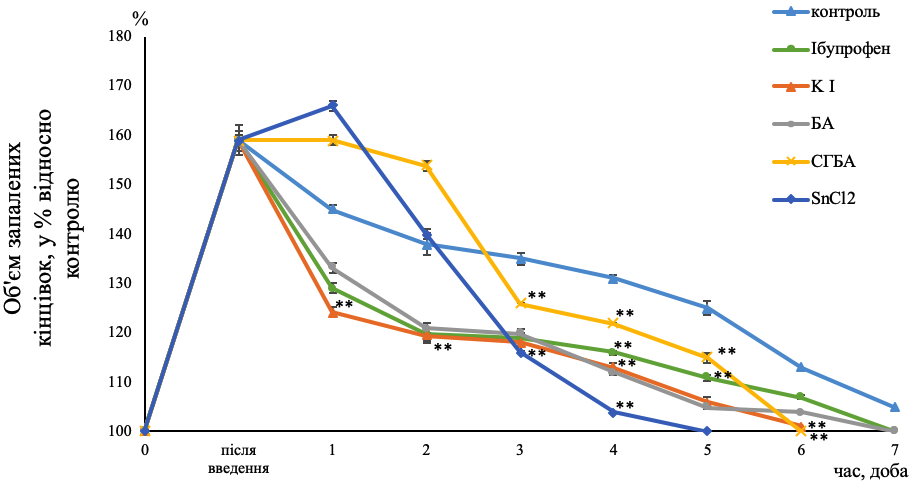 %
180
170
160
150
140
130
120
110
100
Об'єм запалених
кінцівок, у % відносно
контролю
контроль
Ібупрофен
K I
БА
СГБА
SnCl2
**
**
**
**
**
**
**
**
**
**
**
**
0
після
введення
1
2
3
4
5
6
7
час, доба